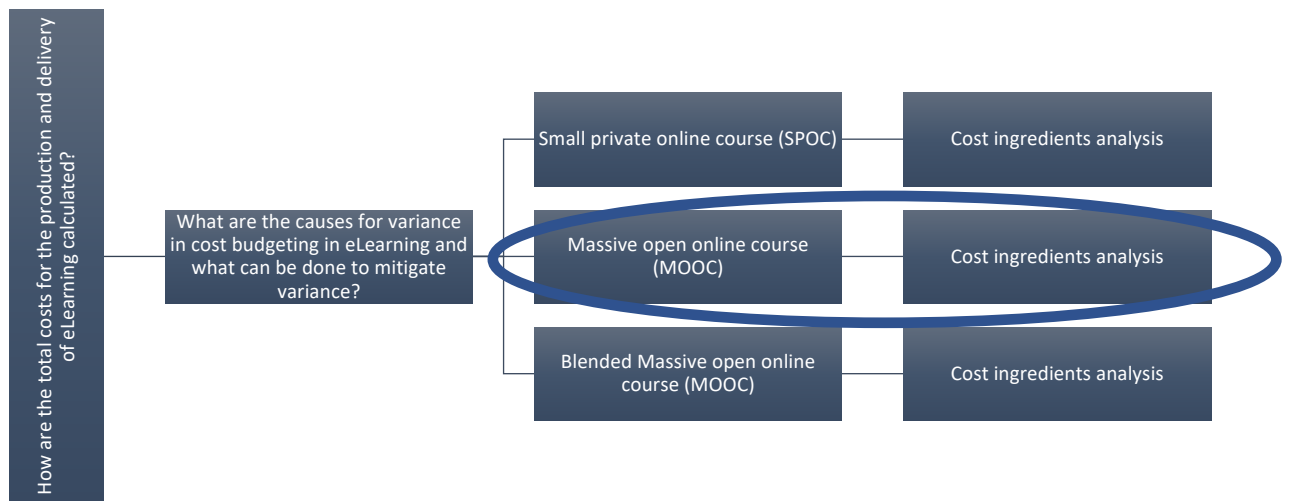 How are the total costs for the production and delivery
of eLearning calculated?
What are the causes for variance
in cost budgeting in eLearning and
what can be done to mitigate
variance?
Small private online course (SPOC)
Cost ingredients analysis
Massive open online course
(MOOC)
Cost ingredients analysis
Blended Massive open online
course (MOOC)
Cost ingredients analysis